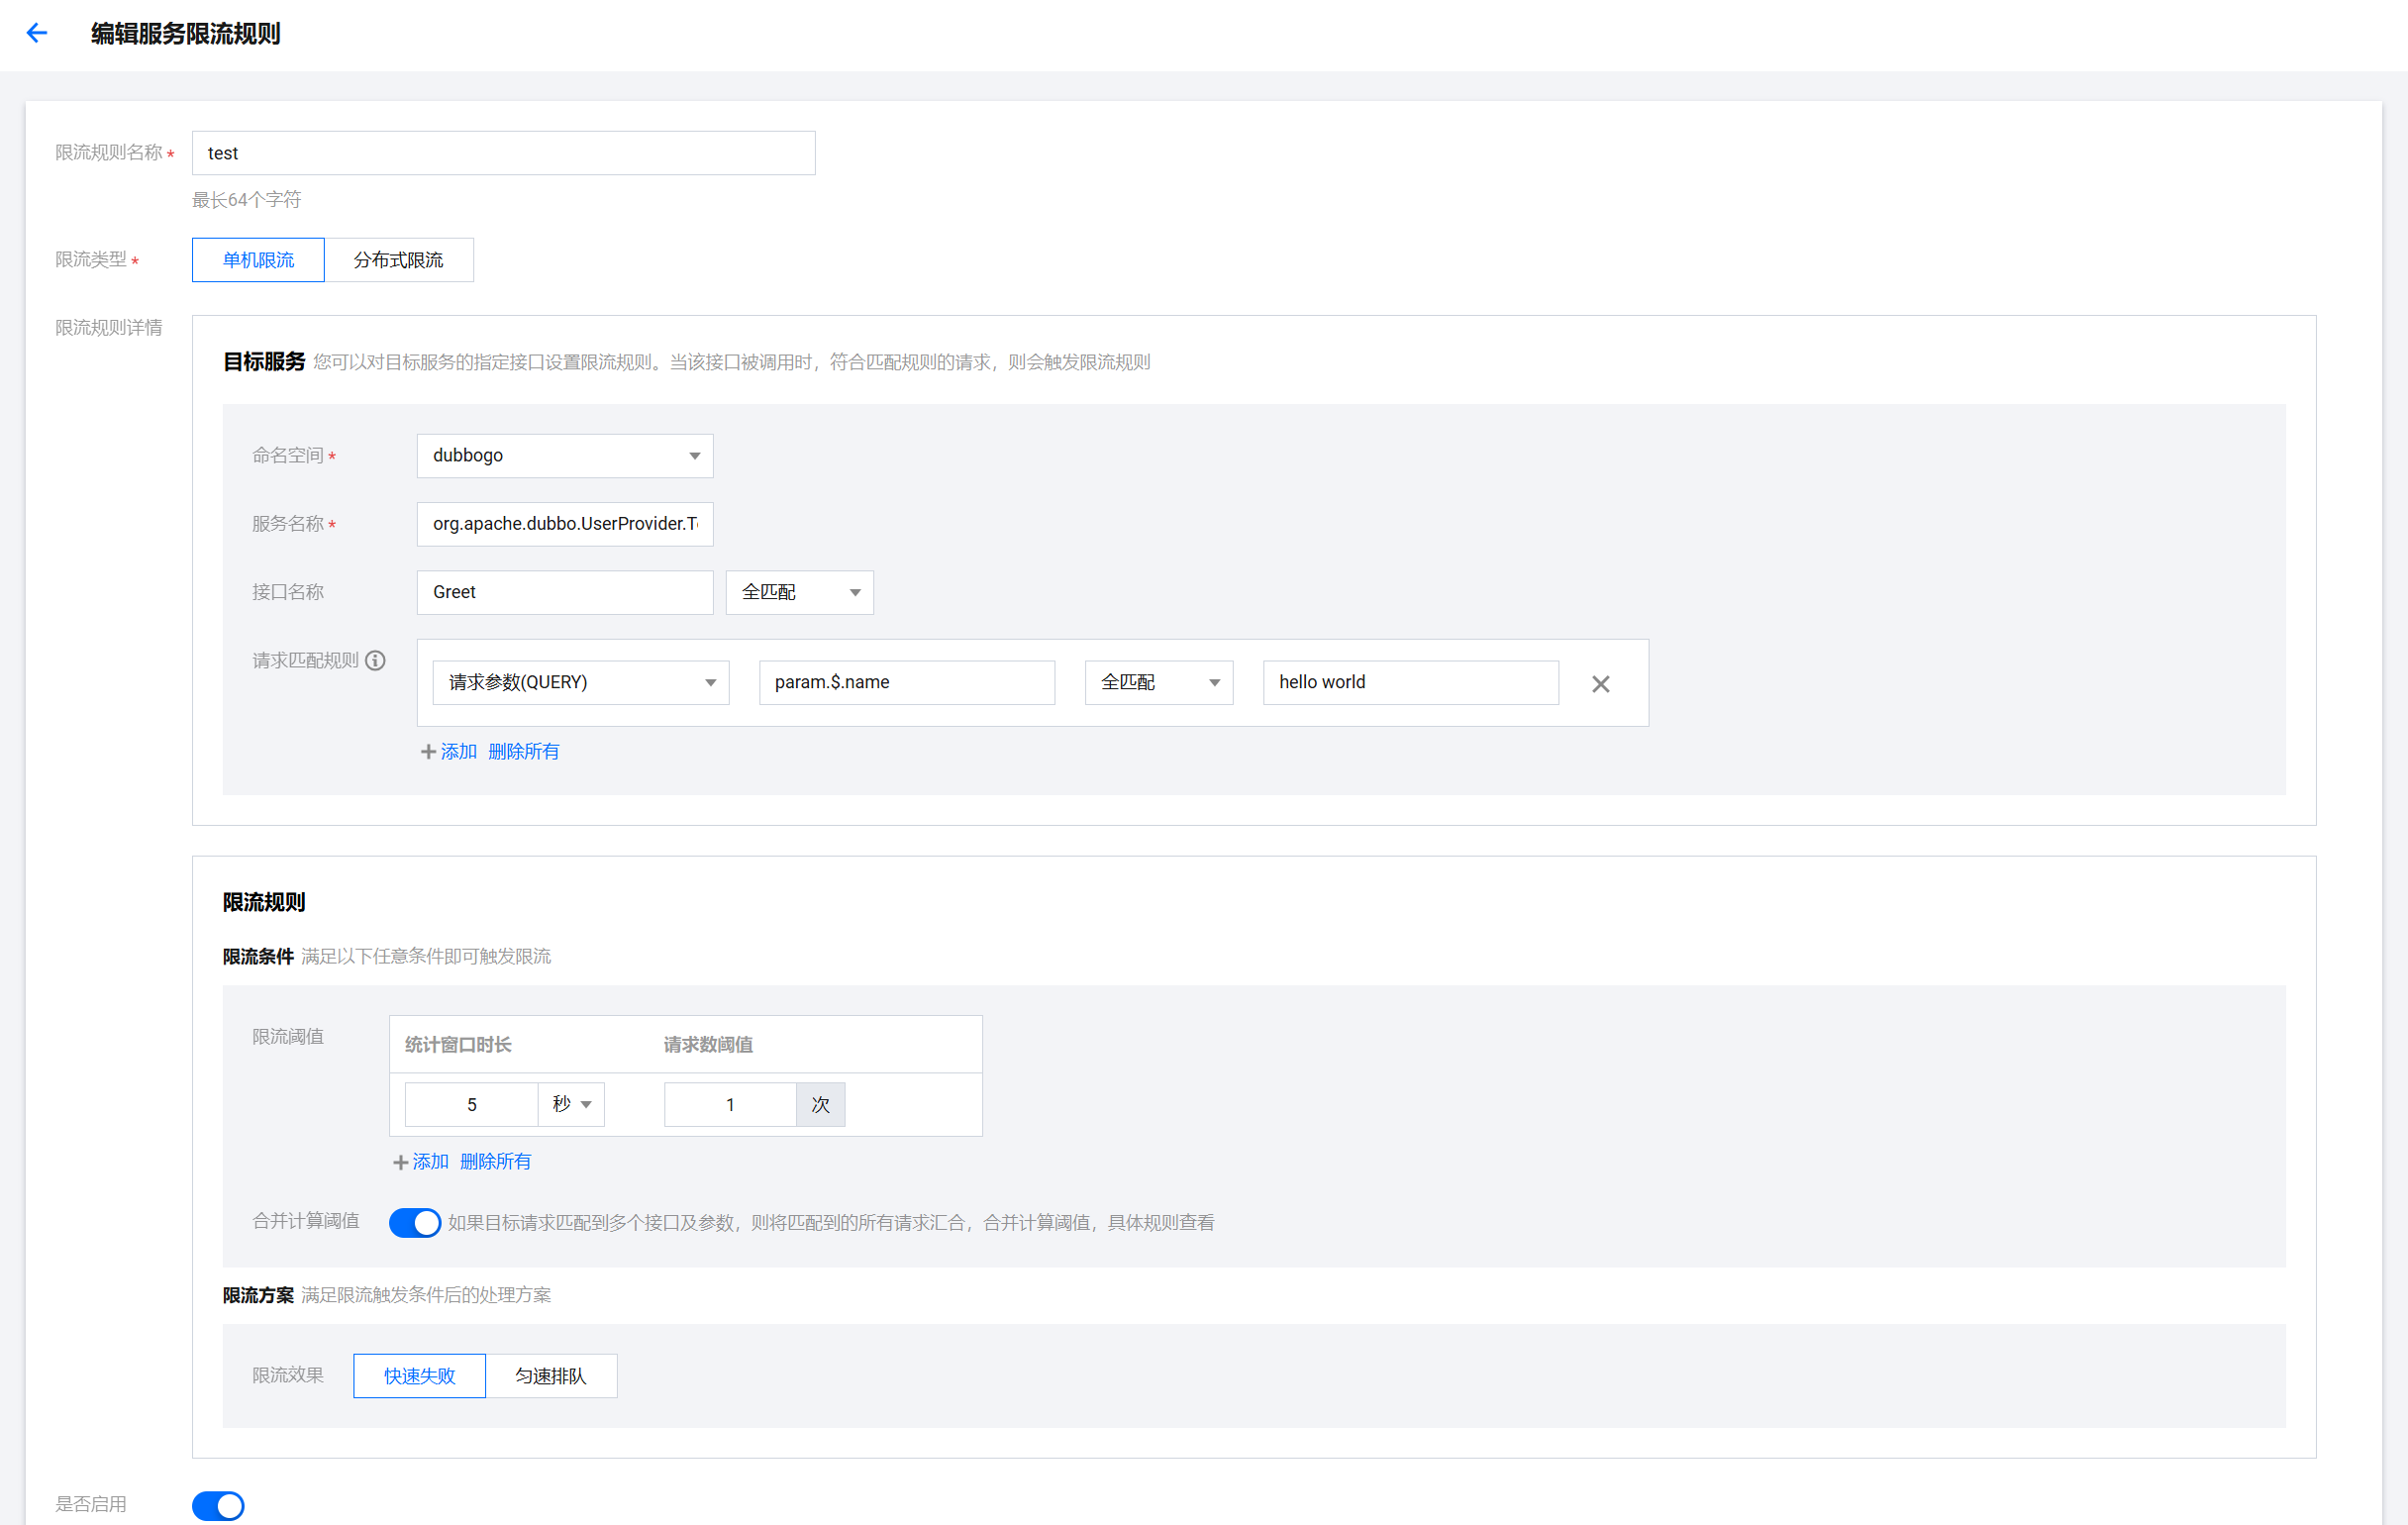 编辑服务限流规则
限流规则名称 * test
最长64个字符
限流类型 * 单机限流 分布式限流
限流规则详情
目标服务 您可以对目标服务的指定接口设置限流规则。当该接口被调用时，符合匹配规则的请求，则会触发限流规则
命名空间 * dubbogo
服务名称 * org.apache.dubbo.UserProvider.T
接口名称 Greet 全匹配
请求匹配规则 请求参数(QUERY) param.$.name 全匹配 hello world
添加 删除所有
限流规则
限流条件 满足以下任意条件即可触发限流
限流阈值 统计窗口时长 请求数阈值
5 秒 1 次
添加 删除所有
合并计算阈值 如果目标请求匹配到多个接口及参数，则将匹配到的所有请求汇合，合并计算阈值，具体规则查看
限流方案 满足限流触发条件后的处理方案
限流效果 快速失败 匀速排队
是否启用